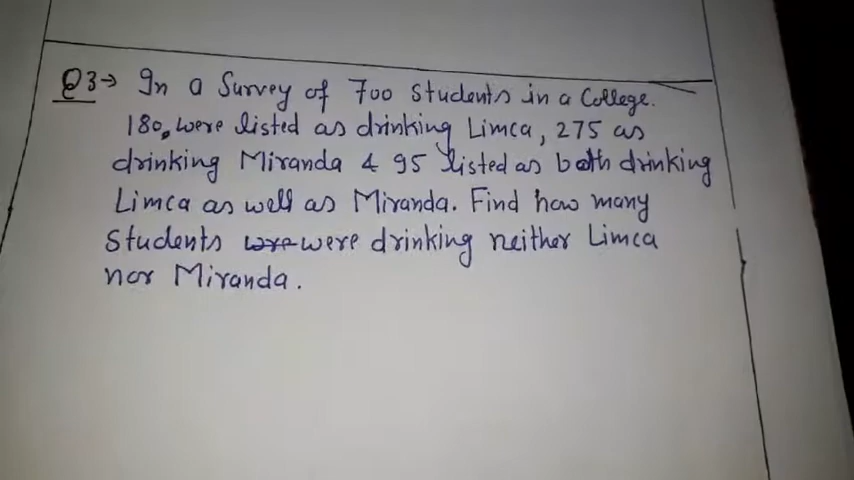 Q3→ In a Survey of 700 Students in a College.
180, were listed as drinking Limca, 275 as
drinking Miranda & 95 listed as both drinking
Limca as well as Miranda. Find how many
Students were were drinking neither Limca
nor Miranda.